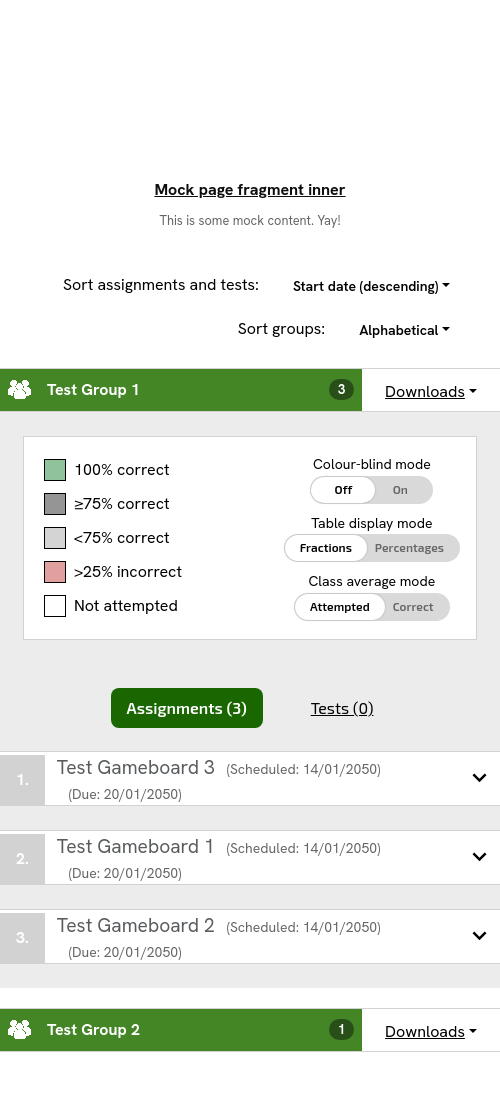 Mock page fragment inner
This is some mock content. Yay!
Sort assignments and tests: Start date (descending)
Sort groups: Alphabetical
Test Group 1 3 Downloads
100% correct
≥75% correct
<75% correct
>25% incorrect
Not attempted
Colour-blind mode
Off On
Table display mode
Fractions Percentages
Class average mode
Attempted Correct
Assignments (3) Tests (0)
1. Test Gameboard 3 (Scheduled: 14/01/2050)
(Due: 20/01/2050)
2. Test Gameboard 1 (Scheduled: 14/01/2050)
(Due: 20/01/2050)
3. Test Gameboard 2 (Scheduled: 14/01/2050)
(Due: 20/01/2050)
Test Group 2 1 Downloads